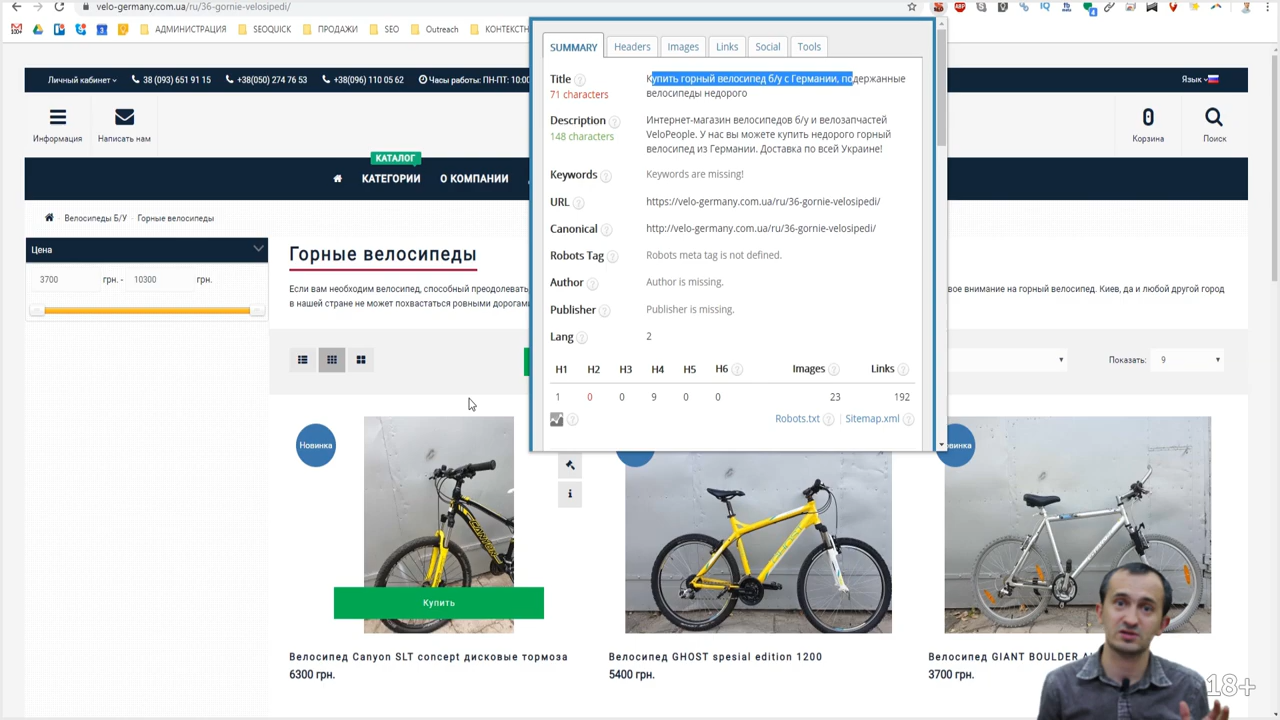 velo-germany.com.ua/ru/36-gornie-velosipedi/
АДМИНИСТРАЦИЯ
SEOQUICK
ПРОДАЖИ
SEO
Outreach
Личный кабинет
38 (093) 651 91 15
+38(050) 274 76 53
+38(096) 110 05 62
Часы работы: ПН-ПТ: 10:00
Язык
Информация
Написать нам
0
Корзина
Поиск
КАТАЛОГ
КАТЕГОРИИ
О КОМПАНИИ
Велосипеды Б/У
Горные велосипеды
Цена
3700 грн. - 10300 грн.
Горные велосипеды
Если вам необходим велосипед, способный преодолевать
вое внимание на горный велосипед. Киев, да и любой другой город
в нашей стране не может похвастаться ровными дорогами
Показать: 9
SUMMARY Headers Images Links Social Tools
Title Купить горный велосипед б/у с Германии, подержанные
71 characters велосипеды недорого
Description Интернет-магазин велосипедов б/у и велозапчастей
148 characters VeloPeople. У нас вы можете купить недорого горный
велосипед из Германии. Доставка по всей Украине!
Keywords Keywords are missing!
URL https://velo-germany.com.ua/ru/36-gornie-velosipedi/
Canonical http://velo-germany.com.ua/ru/36-gornie-velosipedi/
Robots Tag Robots meta tag is not defined.
Author Author is missing.
Publisher Publisher is missing.
Lang 2
H1 H2 H3 H4 H5 H6 Images Links
1 0 0 9 0 0 23 192
Robots.txt Sitemap.xml
Новинка
Купить
Велосипед Canyon SLT concept дисковые тормоза
6300 грн.
Велосипед GHOST spesial edition 1200
5400 грн.
Велосипед GIANT BOULDER
3700 грн.
18+